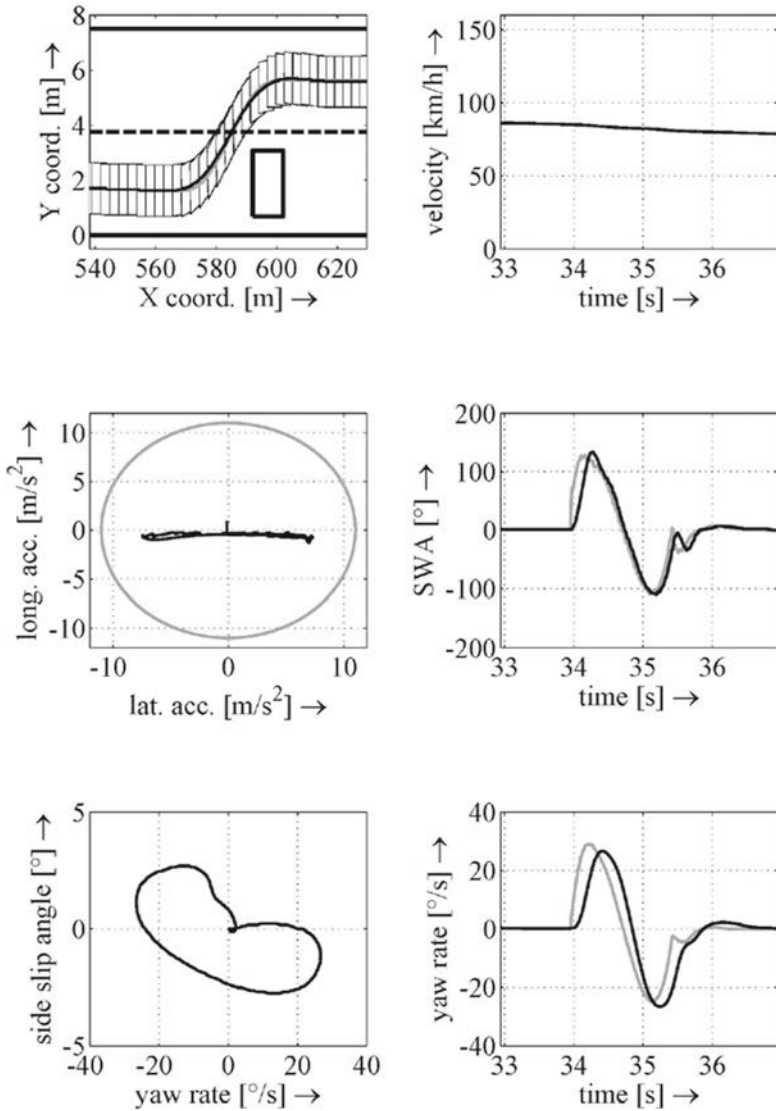 8
6
4
2
0
Y coord. [m] →
540 560 580 600 620
X coord. [m] →
150
100
50
0
velocity [km/h] →
33 34 35 36
time [s] →
10
5
0
-5
-10
long. acc. [m/s²] →
-10 0 10
lat. acc. [m/s²] →
200
100
0
-100
-200
SWA [°] →
33 34 35 36
time [s] →
5
0
-5
side slip angle [°] →
-40 -20 0 20 40
yaw rate [°/s] →
40
20
0
-20
-40
yaw rate [°/s] →
33 34 35 36
time [s] →